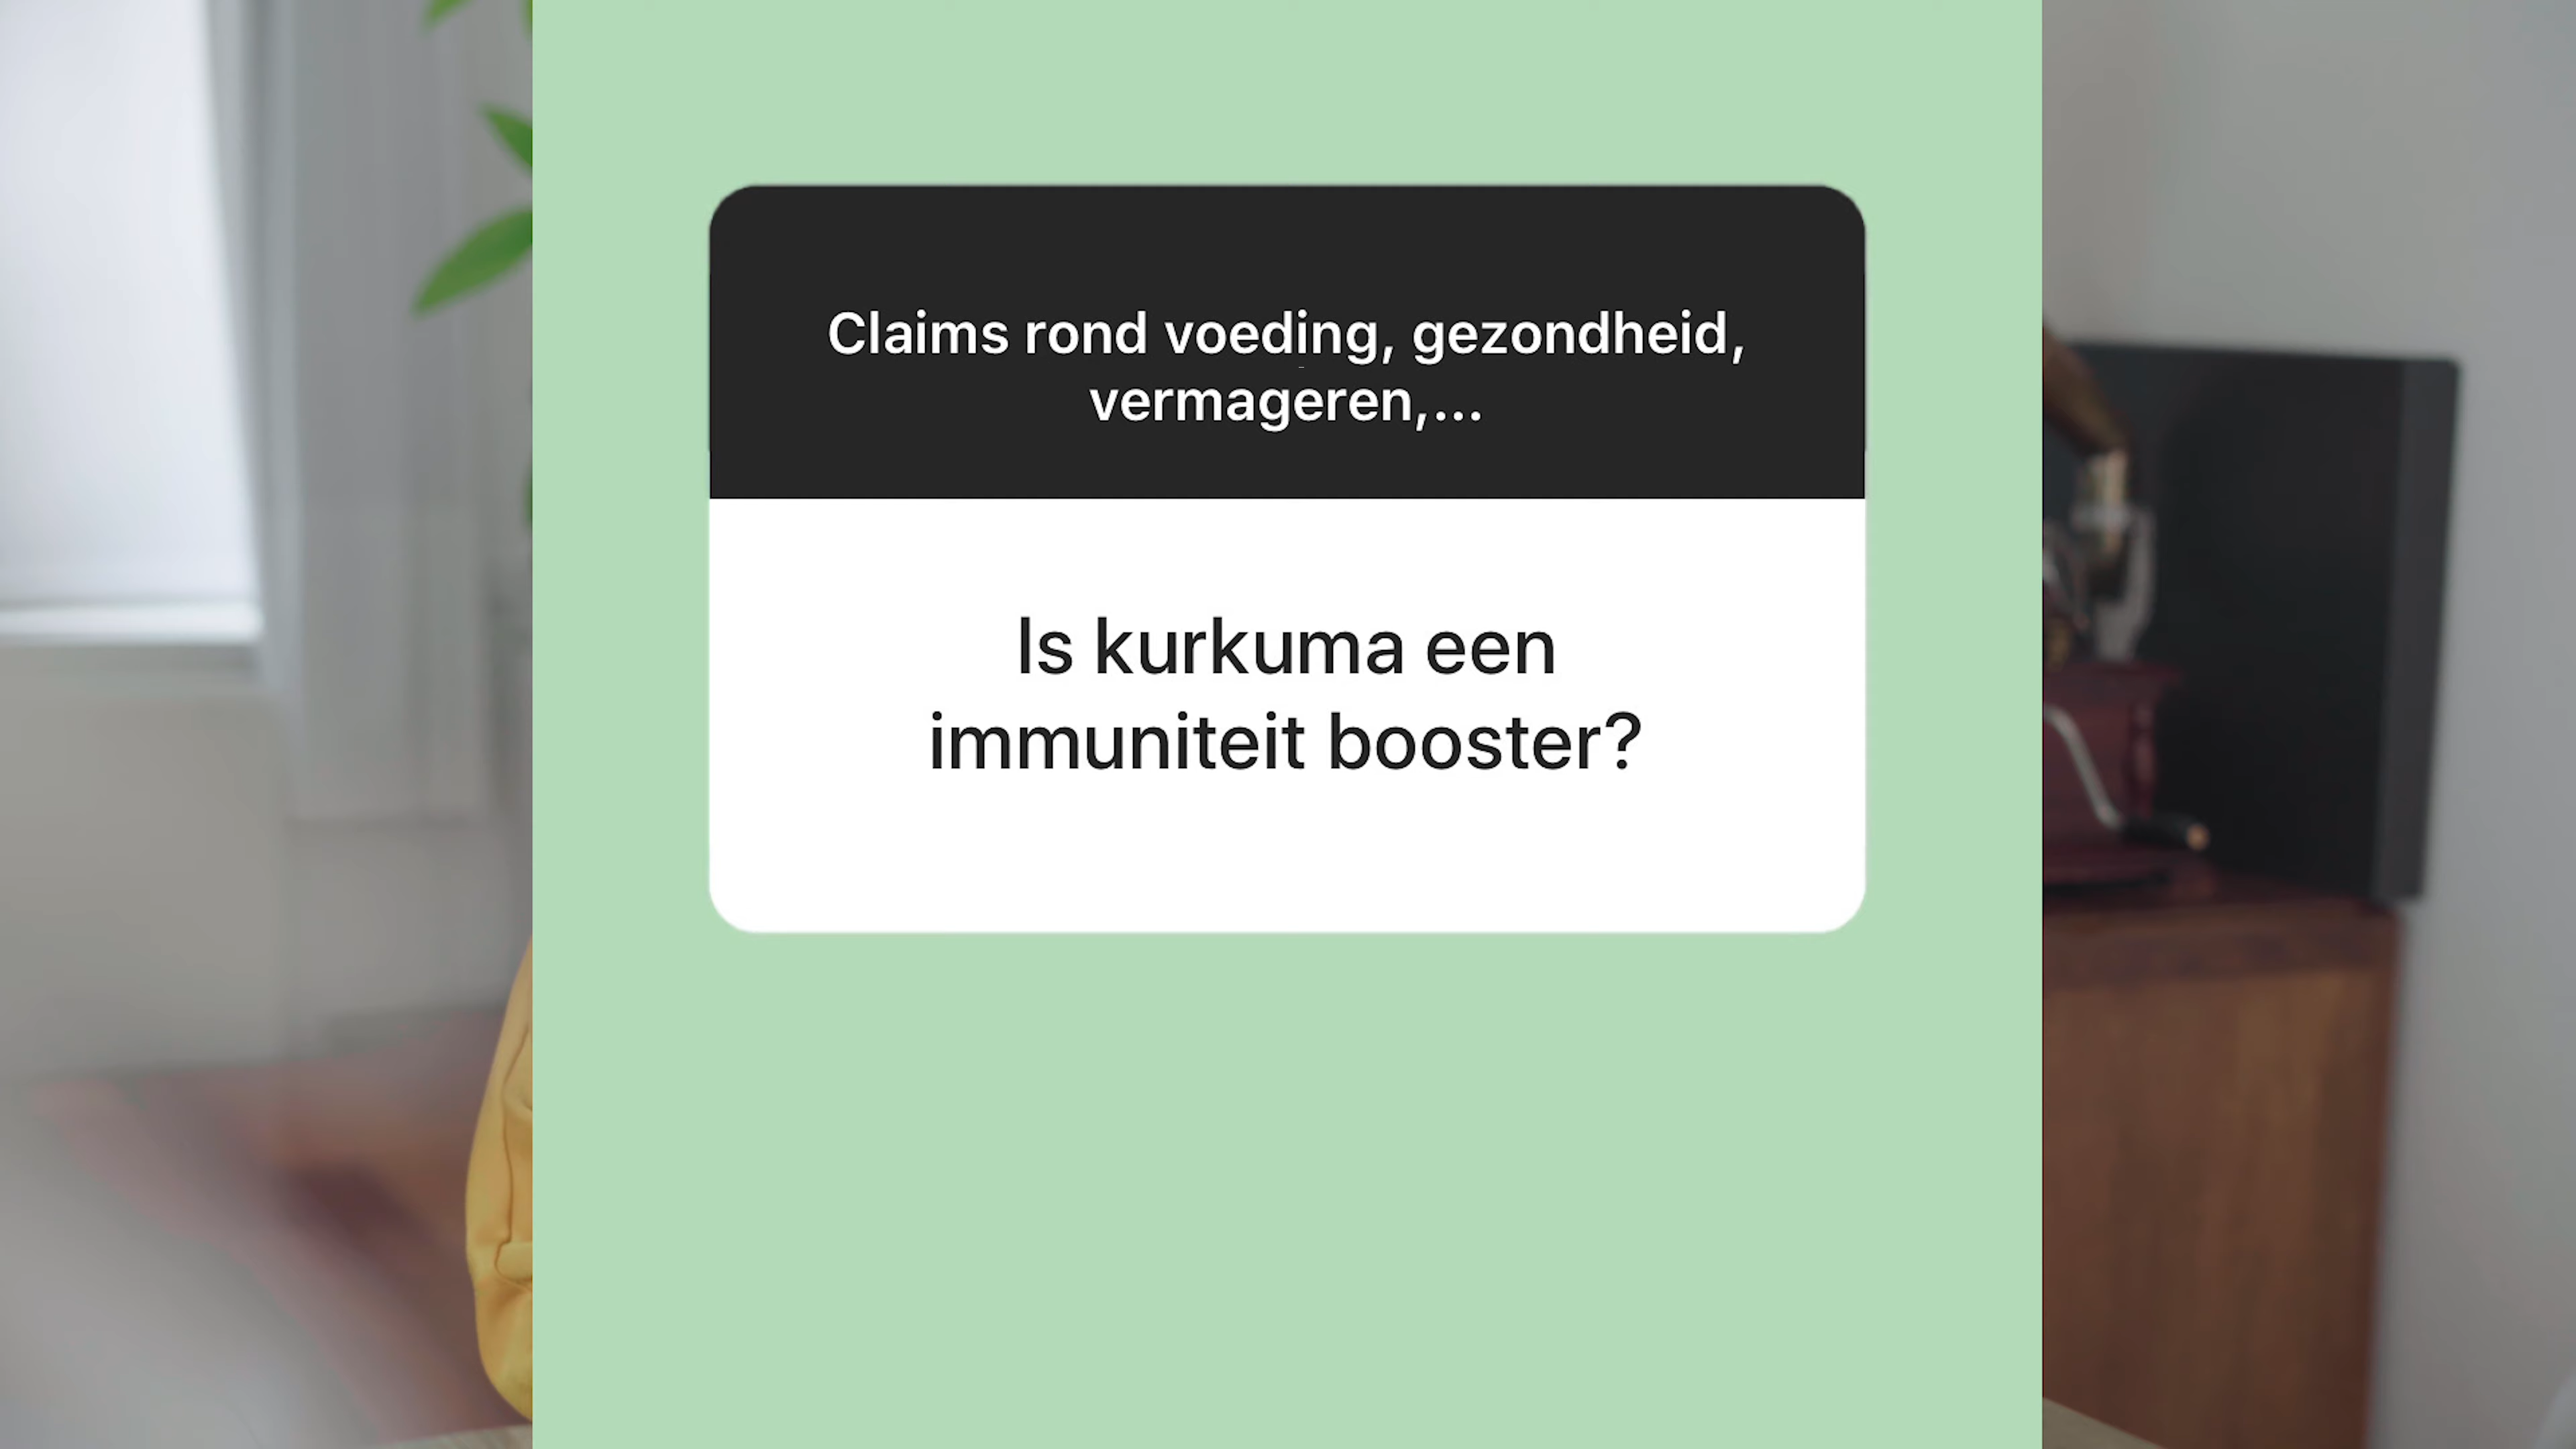 Claims rond voeding, gezondheid,
vermageren,...
Is kurkuma een
immuniteit booster?